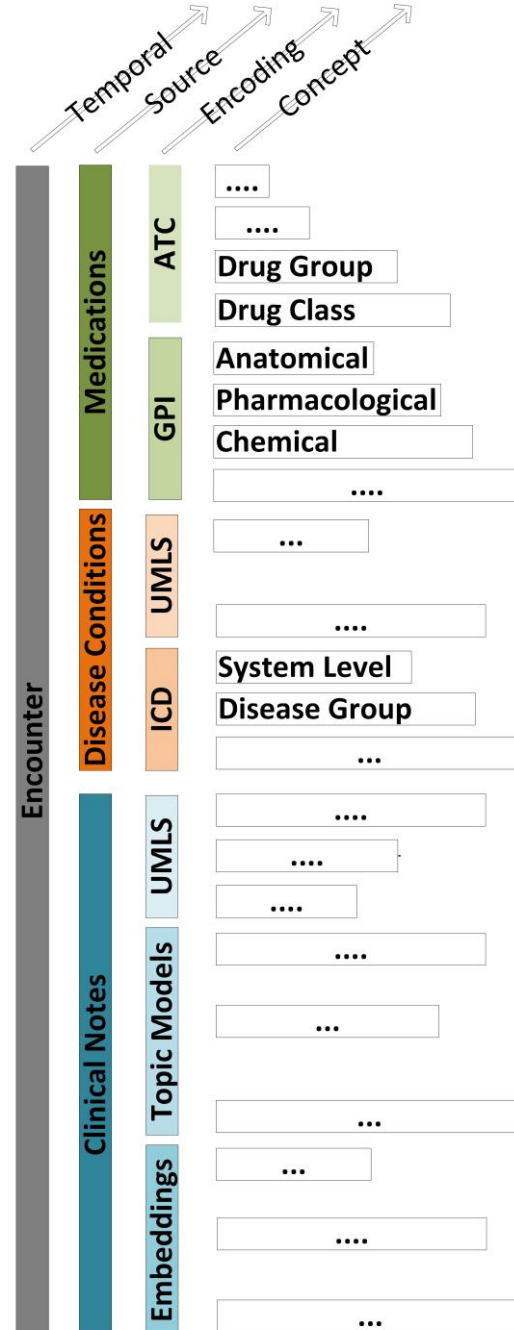 Temporal
Source
Encoding
Concept
Encounter
Medications
ATC
....
....
Drug Group
Drug Class
GPI
Anatomical
Pharmacological
Chemical
....
Disease Conditions
UMLS
...
....
ICD
System Level
Disease Group
...
Clinical Notes
UMLS
....
....
....
Topic Models
....
...
...
Embeddings
...
....
...